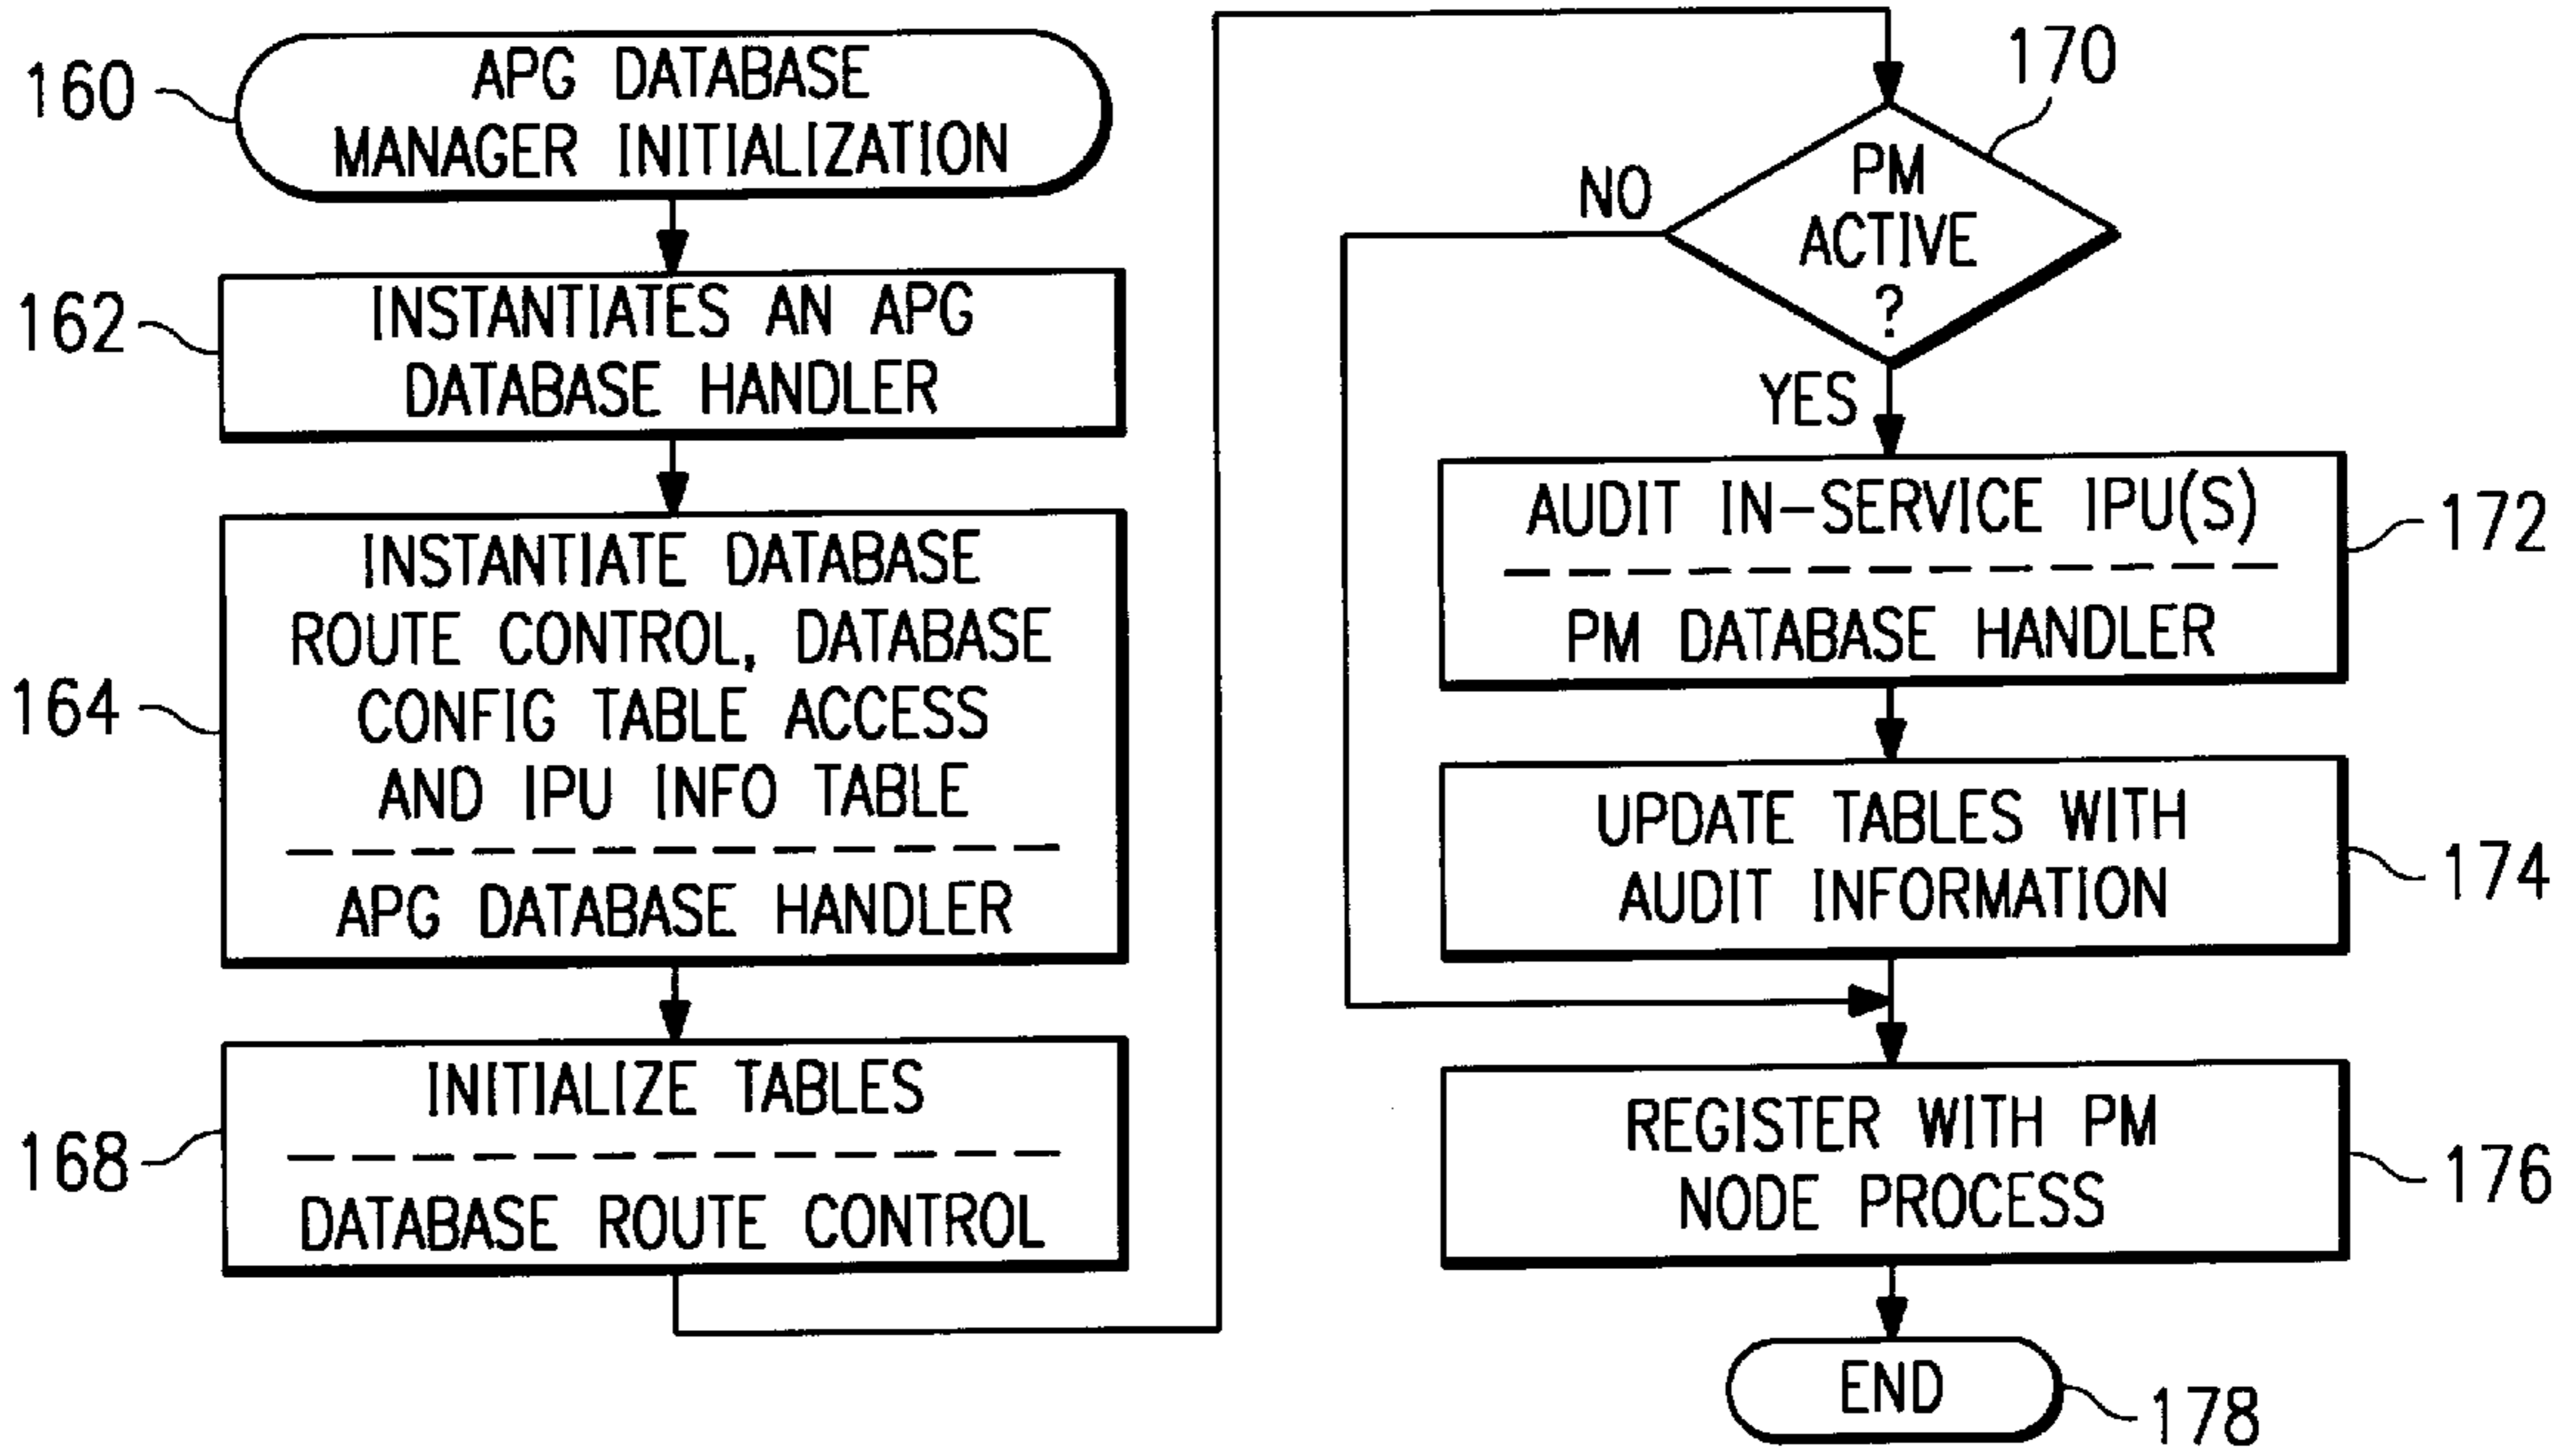 160
APG DATABASE
MANAGER INITIALIZATION
162
INSTANTIATES AN APG
DATABASE HANDLER
164
INSTANTIATE DATABASE
ROUTE CONTROL, DATABASE
CONFIG TABLE ACCESS
AND IPU INFO TABLE
APG DATABASE HANDLER
168
INITIALIZE TABLES
DATABASE ROUTE CONTROL
170
PM
ACTIVE
?
NO
YES
AUDIT IN-SERVICE IPU(S)
PM DATABASE HANDLER
172
UPDATE TABLES WITH
AUDIT INFORMATION
174
REGISTER WITH PM
NODE PROCESS
176
END
178